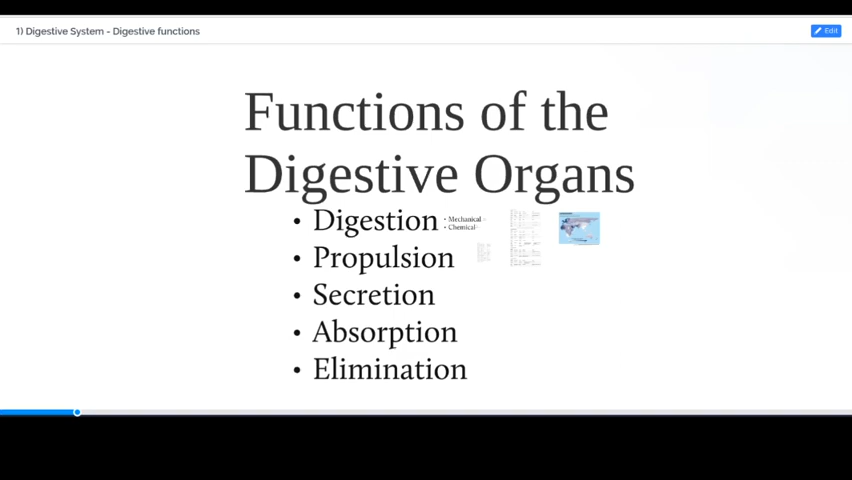 1) Digestive System - Digestive functions
Edit
Functions of the
Digestive Organs
• Digestion
• Mechanical
• Chemical
• Propulsion
• Secretion
• Absorption
• Elimination